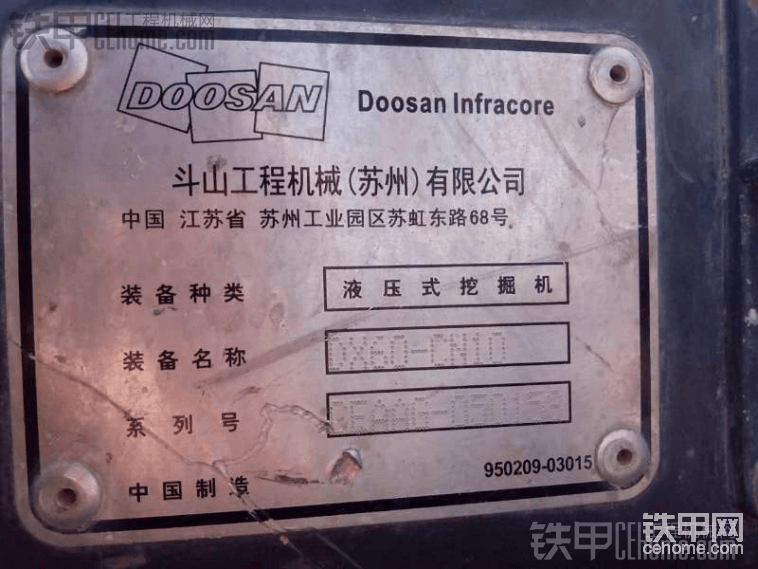 铁甲 工程机械网
cehome.com
DOOSAN Doosan Infracore
斗山工程机械(苏州)有限公司
中国 江苏省 苏州工业园区苏虹东路68号
装备种类 液压式挖掘机
装备名称 DX60-CN10
系列号
950209-03015
中国制造
铁甲网
cehome.com